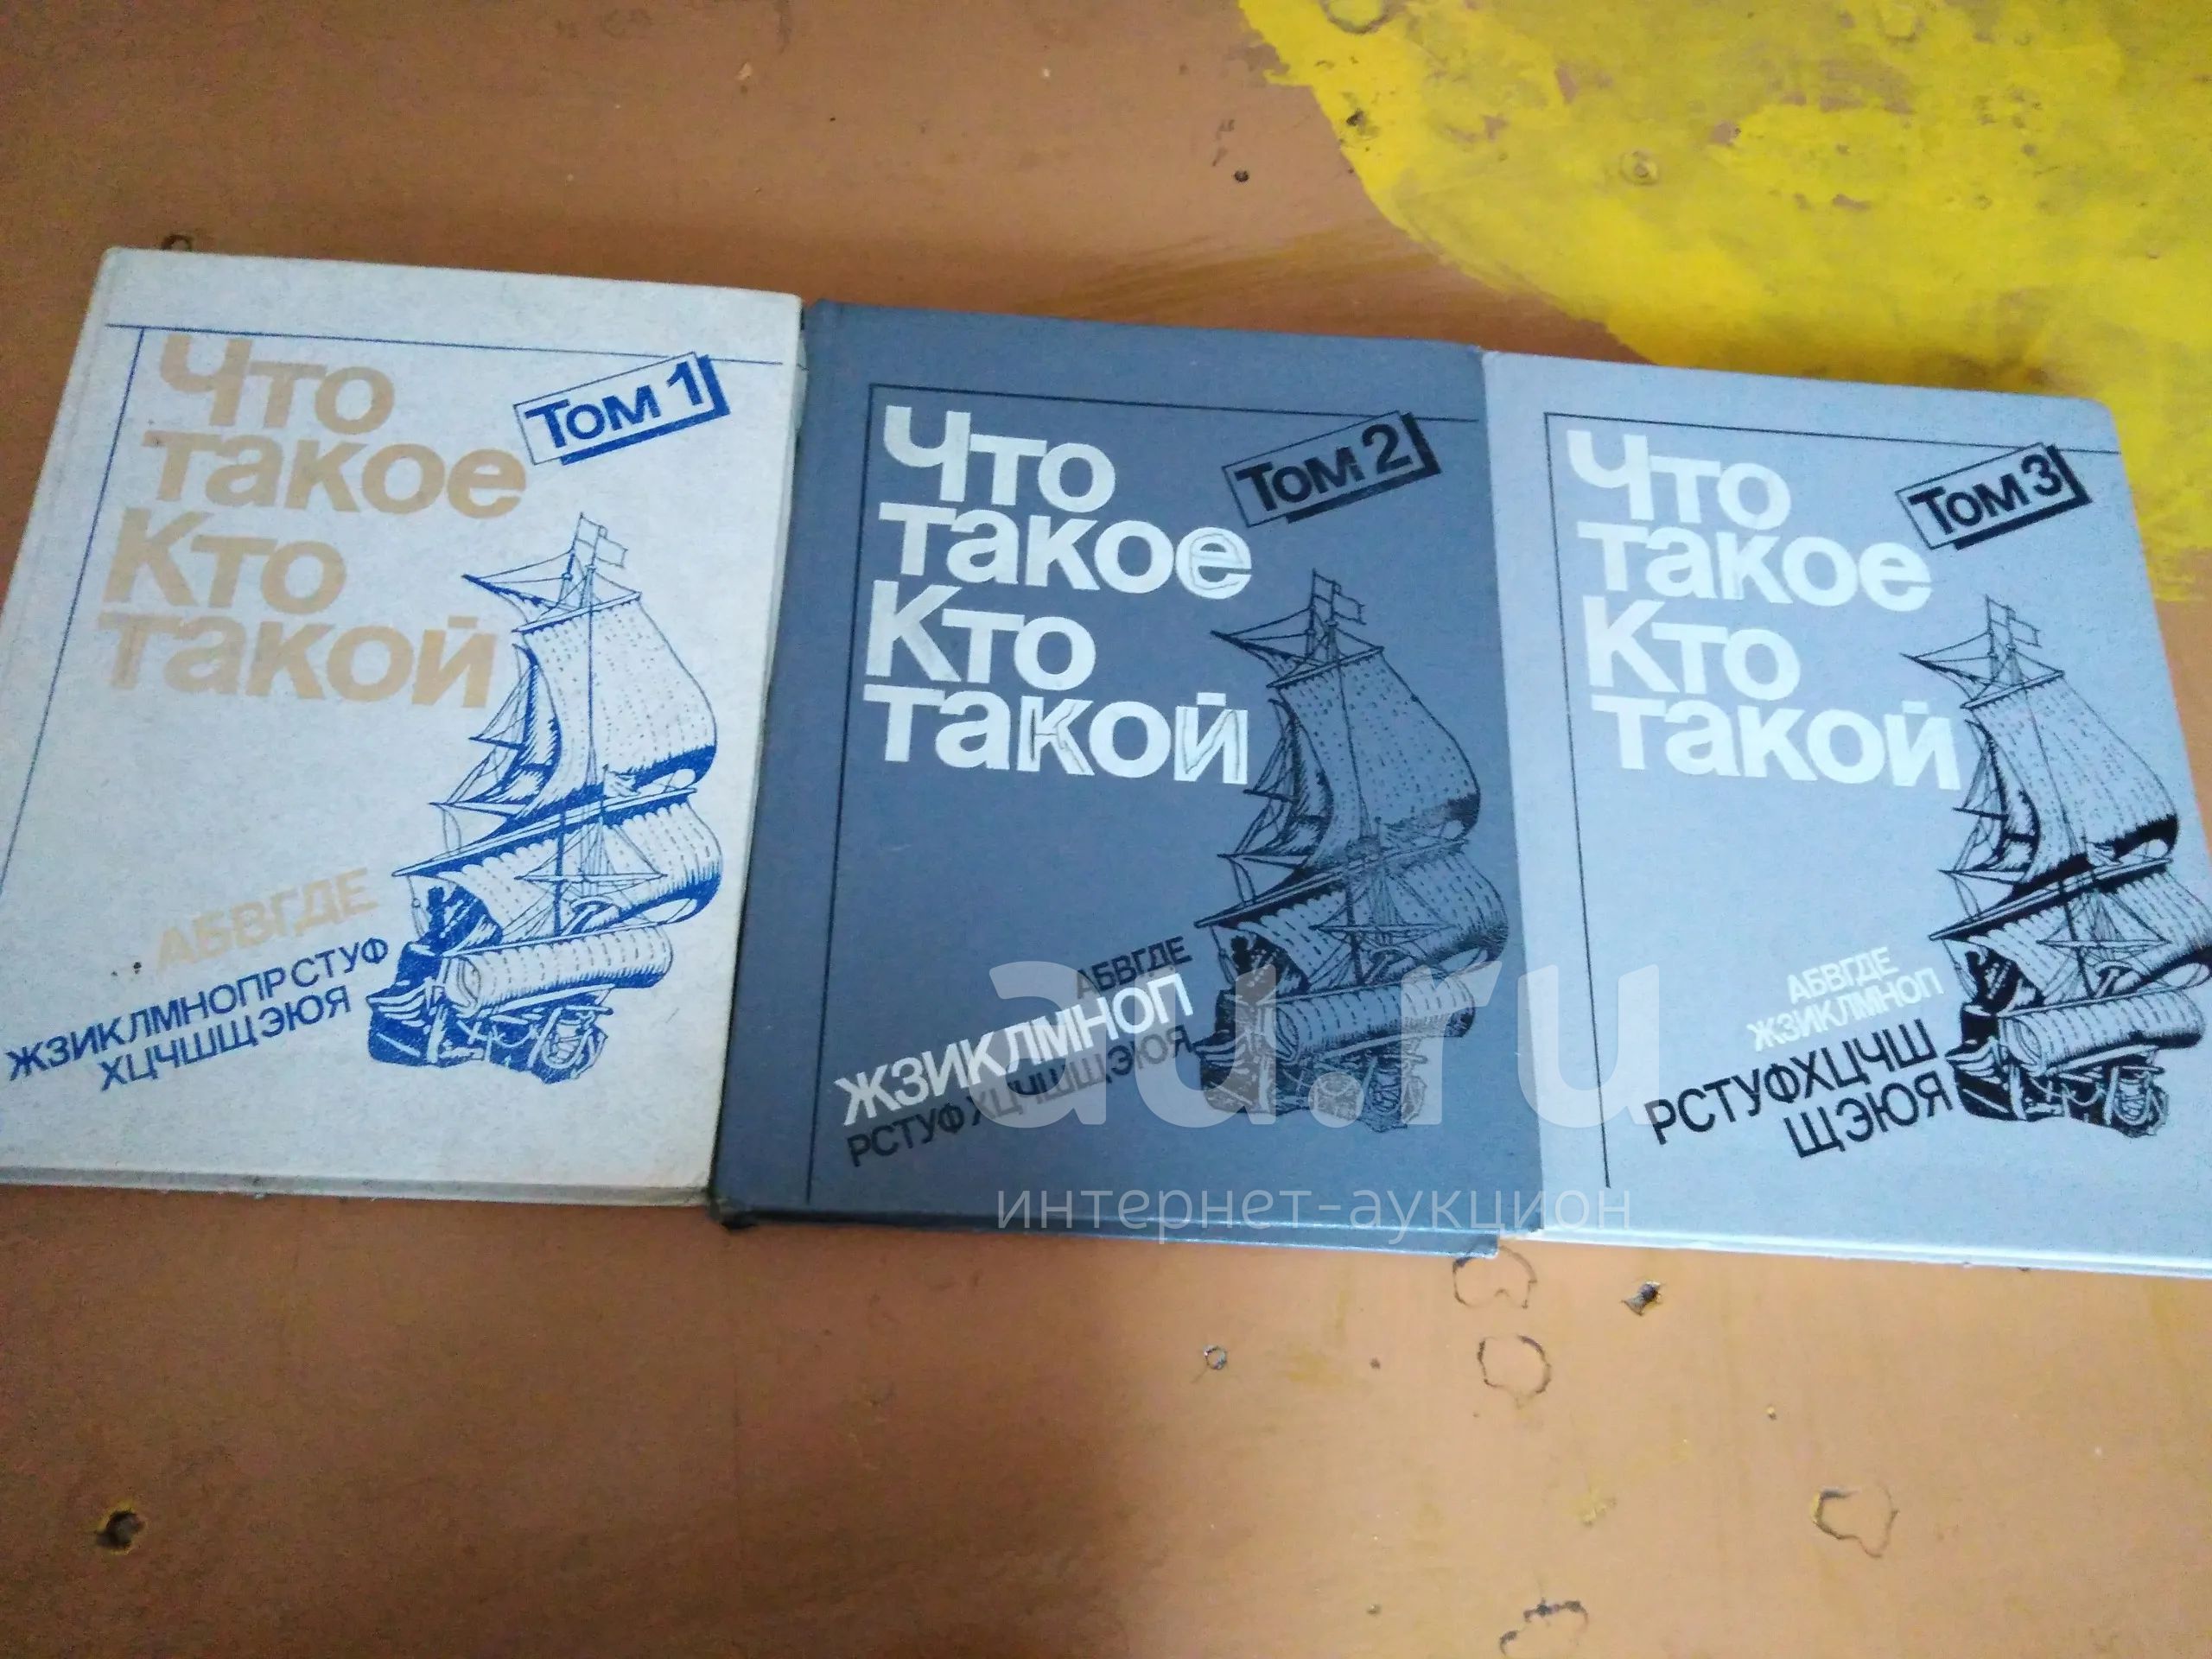 Что
такое
Кто
такой
Том 1
АБВГДЕ
ЖЗИКЛМНОПРСТУФ
ХЦЧШЩЭЮЯ
Что
такое
Кто
такой
Том 2
АБВГДЕ
ЖЗИКЛМНОП
РСТУФХЦЧШЩЭЮЯ
Что
такое
Кто
такой
Том 3
АБВГДЕ
ЖЗИКЛМНОП
РСТУФХЦЧШ
ЩЭЮЯ
au.ru
интернет-аукцион